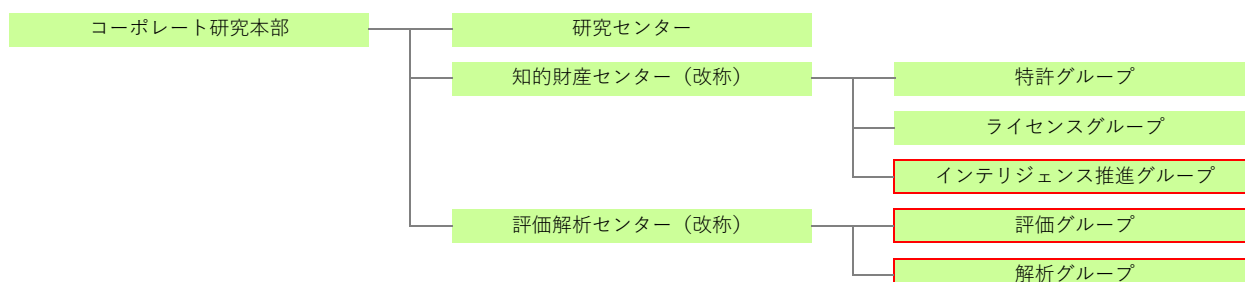 コーポレート研究本部
研究センター
知的財産センター（改称）
特許グループ
ライセンスグループ
インテリジェンス推進グループ
評価解析センター（改称）
評価グループ
解析グループ